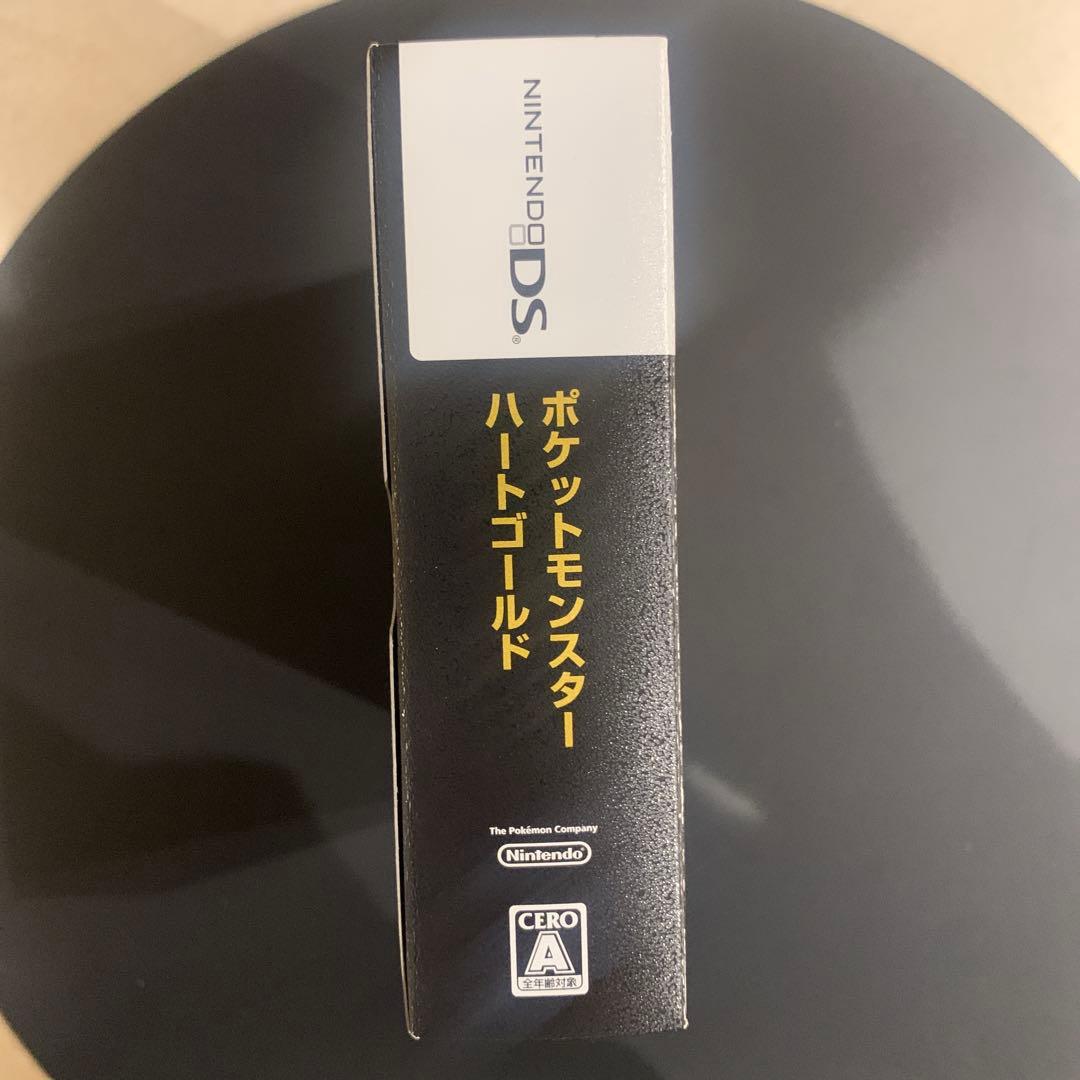 NINTENDO DS®
ポケットモンスター
ハートゴールド
The Pokémon Company
Nintendo®
CERO
A
全年齢対象